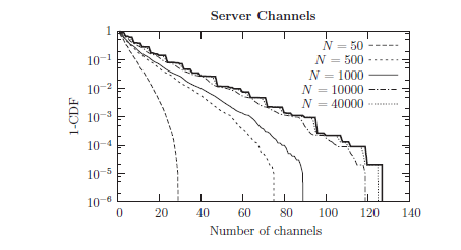 Server Channels
N = 50
N = 500
N = 1000
N = 10000
N = 40000
1-CDF
1
10⁻¹
10⁻²
10⁻³
10⁻⁴
10⁻⁵
10⁻⁶
0 20 40 60 80 100 120 140
Number of channels